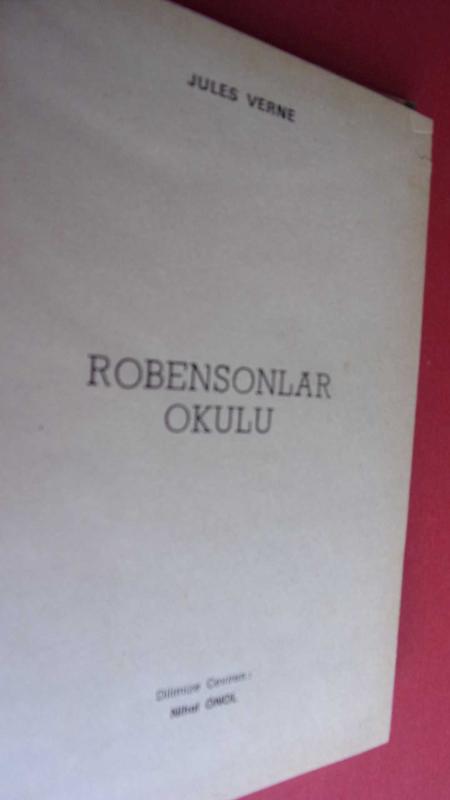 JULES VERNE
ROBENSONLAR
OKULU
Dilimize Çeviren :
Nihal ÖNOL